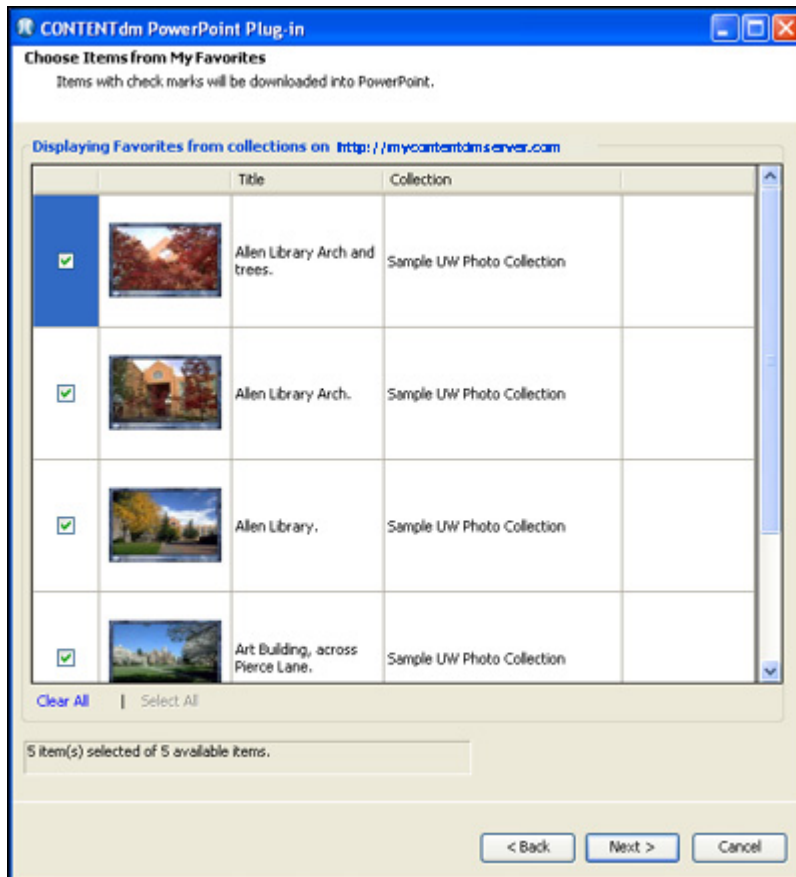 CONTENTdm PowerPoint Plug-in
Choose Items from My Favorites
Items with check marks will be downloaded into PowerPoint.
Displaying Favorites from collections on http://mycontentdmserver.com
Title Collection
Allen Library Arch and
trees.
Sample UW Photo Collection
Allen Library Arch.
Sample UW Photo Collection
Allen Library.
Sample UW Photo Collection
Art Building, across
Pierce Lane.
Sample UW Photo Collection
Clear All | Select All
5 item(s) selected of 5 available items.
< Back Next > Cancel